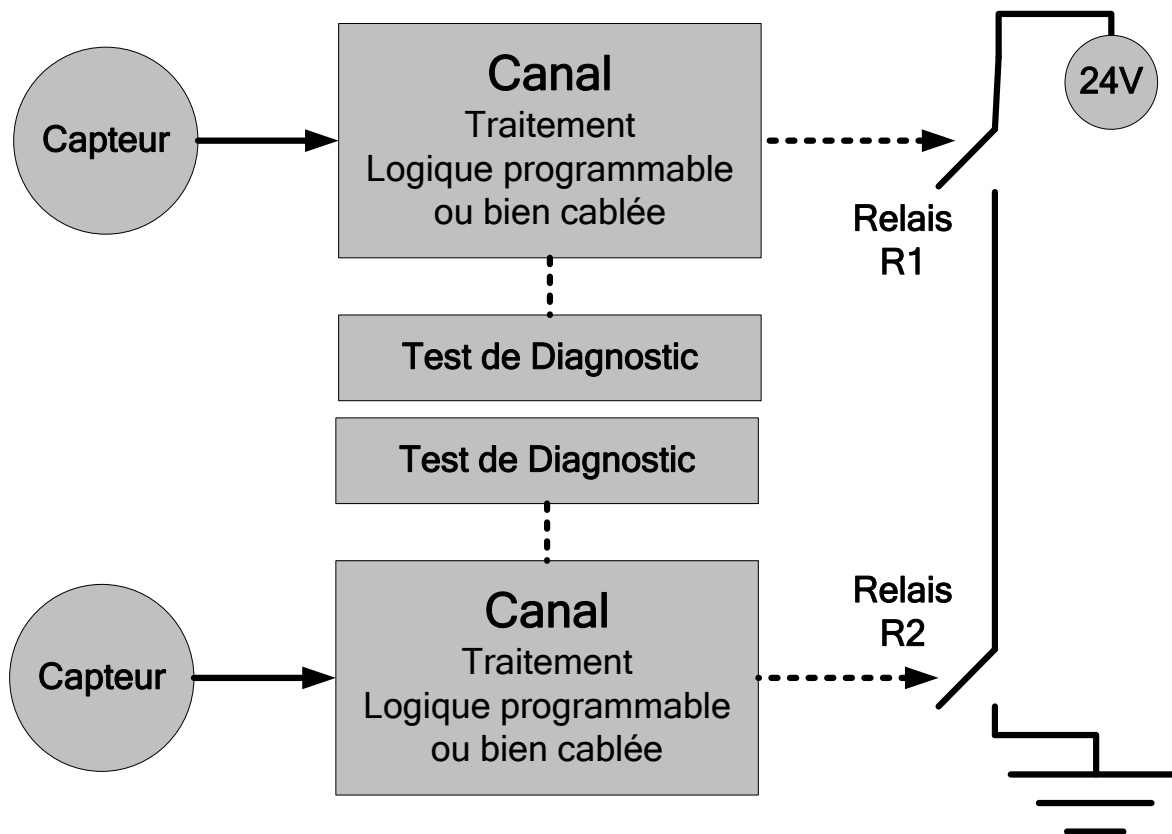 Capteur
Canal
Traitement
Logique programmable
ou bien cablée
24V
Relais
R1
Test de Diagnostic
Test de Diagnostic
Capteur
Canal
Traitement
Logique programmable
ou bien cablée
Relais
R2